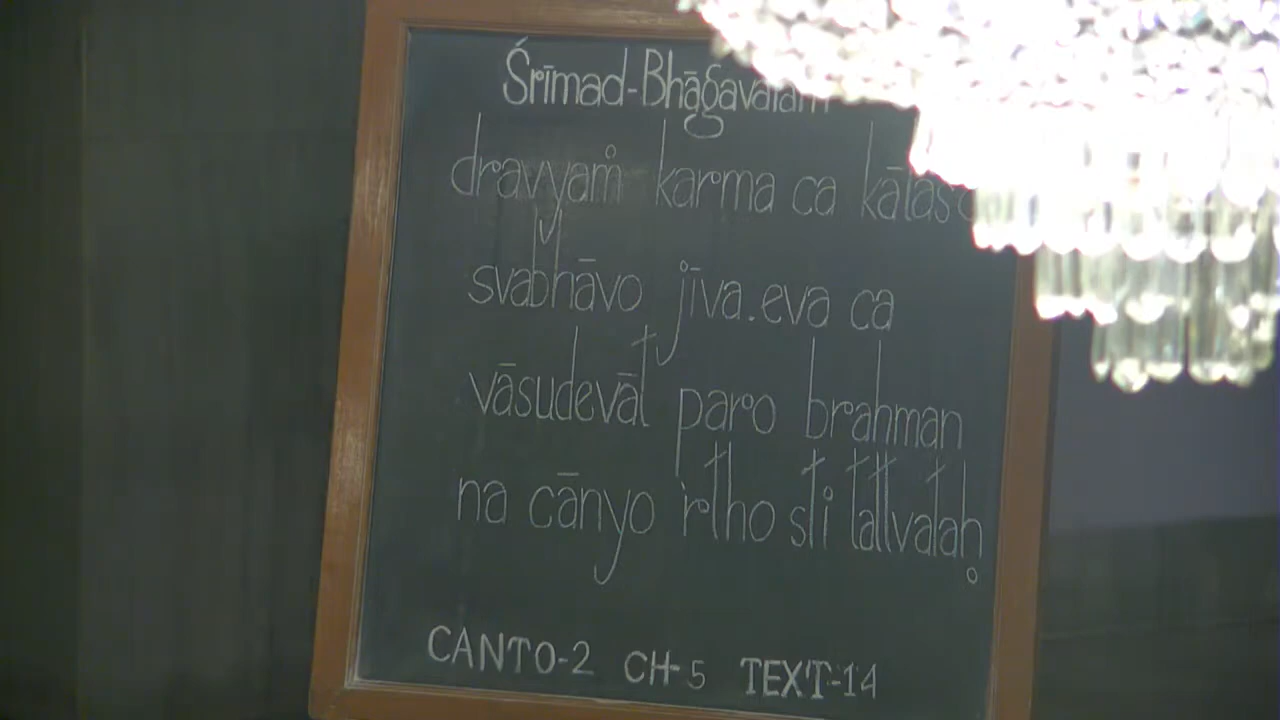 Śrīmad-Bhāgavatam
dravyaṁ karma ca kālaś
svabhāvo jīva.eva ca
vāsudevāt paro brahman
na cānyo 'rtho sti tattvataḥ
CANTO-2 CH-5 TEXT-14